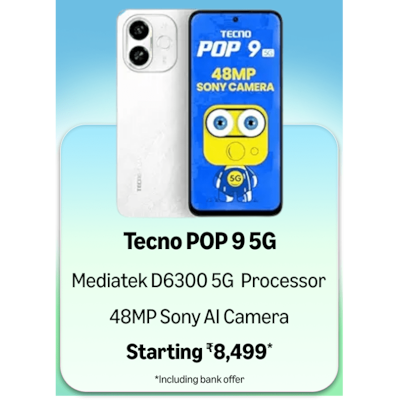 TECNO
POP 9 5G
48MP
SONY CAMERA
5G
TECNO
Tecno POP 9 5G
Mediatek D6300 5G Processor
48MP Sony AI Camera
Starting ₹8,499*
*Including bank offer